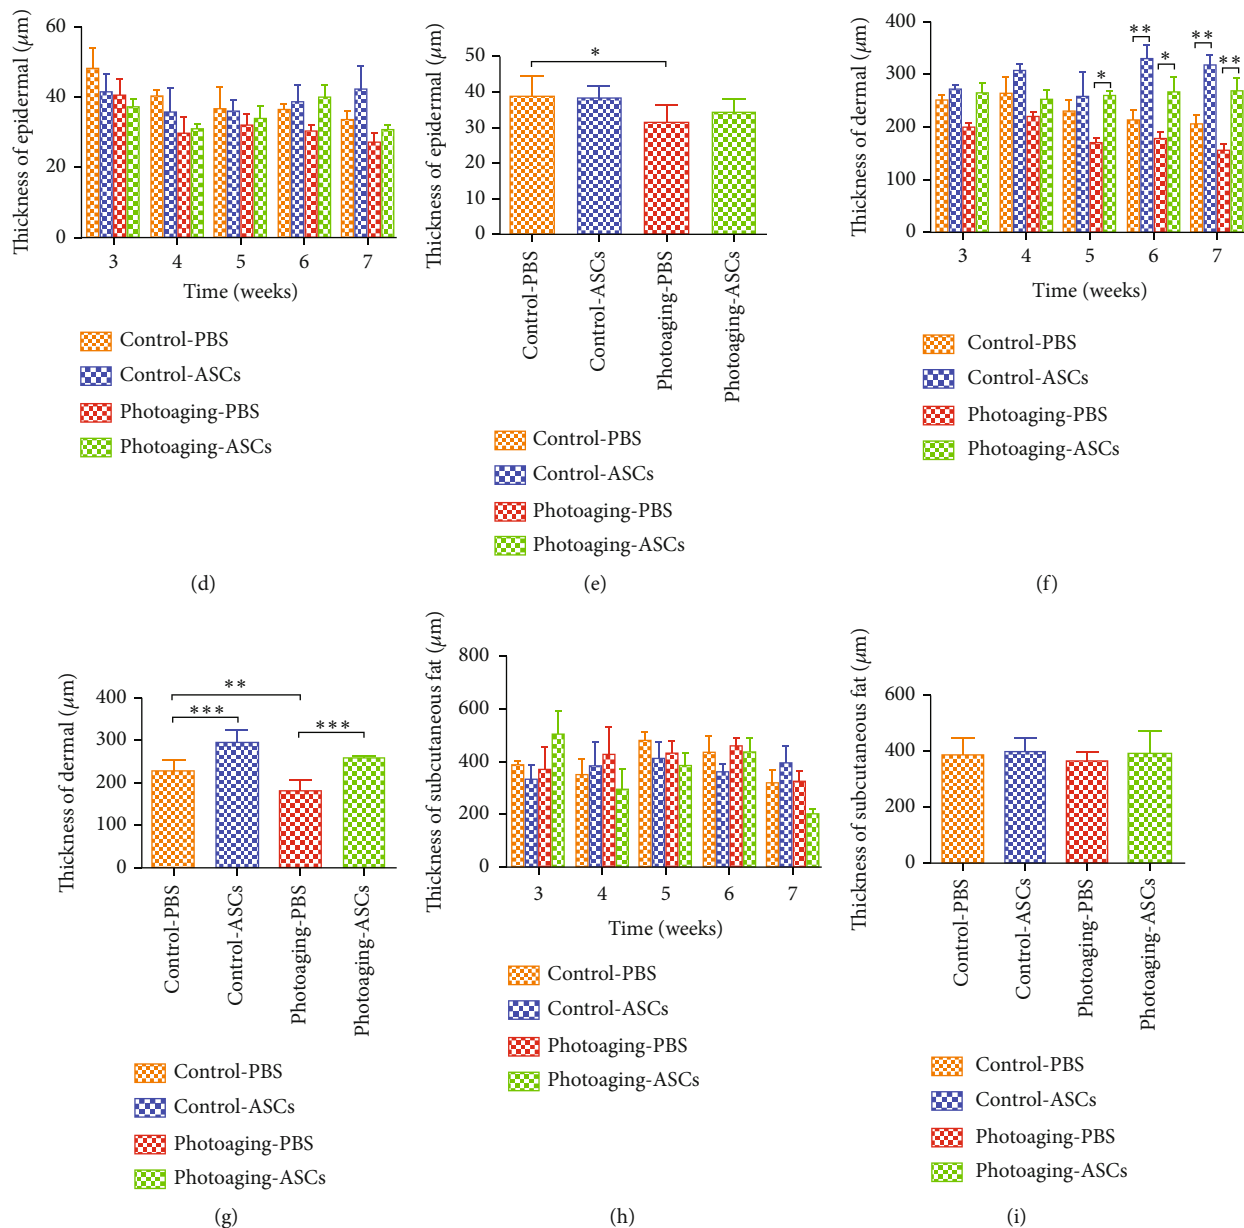 Thickness of epidermal (μm)
60
40
20
0
3 4 5 6 7
Time (weeks)
Control-PBS
Control-ASCs
Photoaging-PBS
Photoaging-ASCs
(d)
Thickness of epidermal (μm)
50
40
30
20
10
0
*
Control-PBS
Control-ASCs
Photoaging-PBS
Photoaging-ASCs
Control-PBS
Control-ASCs
Photoaging-PBS
Photoaging-ASCs
(e)
Thickness of dermal (μm)
400
300
200
100
0
*
**
*
**
**
3 4 5 6 7
Time (weeks)
Control-PBS
Control-ASCs
Photoaging-PBS
Photoaging-ASCs
(f)
Thickness of dermal (μm)
400
300
200
100
0
**
***
***
Control-PBS
Control-ASCs
Photoaging-PBS
Photoaging-ASCs
Control-PBS
Control-ASCs
Photoaging-PBS
Photoaging-ASCs
(g)
Thickness of subcutaneous fat (μm)
800
600
400
200
0
3 4 5 6 7
Time (weeks)
Control-PBS
Control-ASCs
Photoaging-PBS
Photoaging-ASCs
(h)
Thickness of subcutaneous fat (μm)
600
400
200
0
Control-PBS
Control-ASCs
Photoaging-PBS
Photoaging-ASCs
Control-PBS
Control-ASCs
Photoaging-PBS
Photoaging-ASCs
(i)